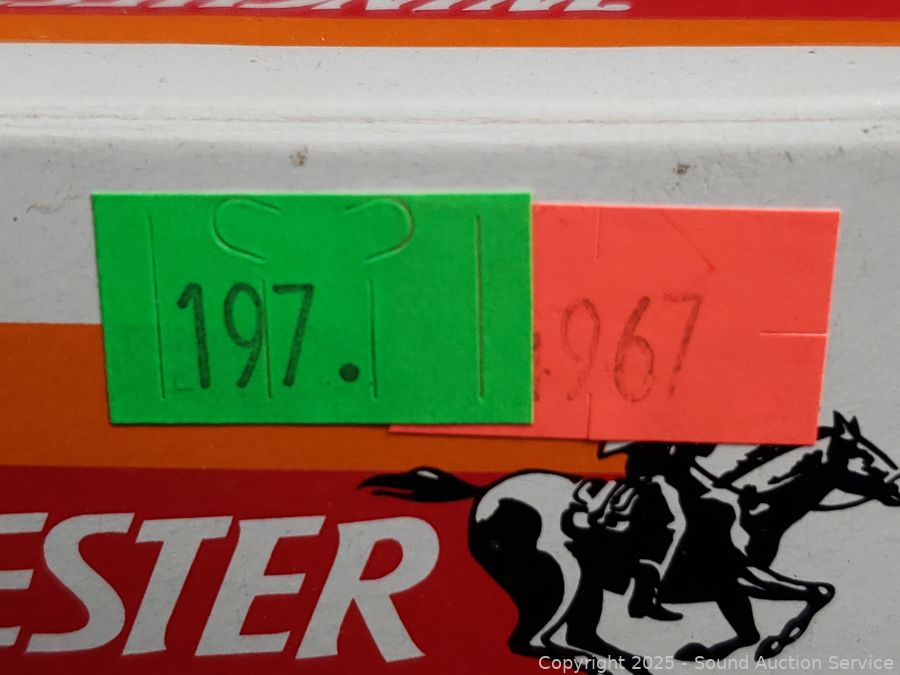 197.
967
ESTER
Copyright 2025 - Sound Auction Service